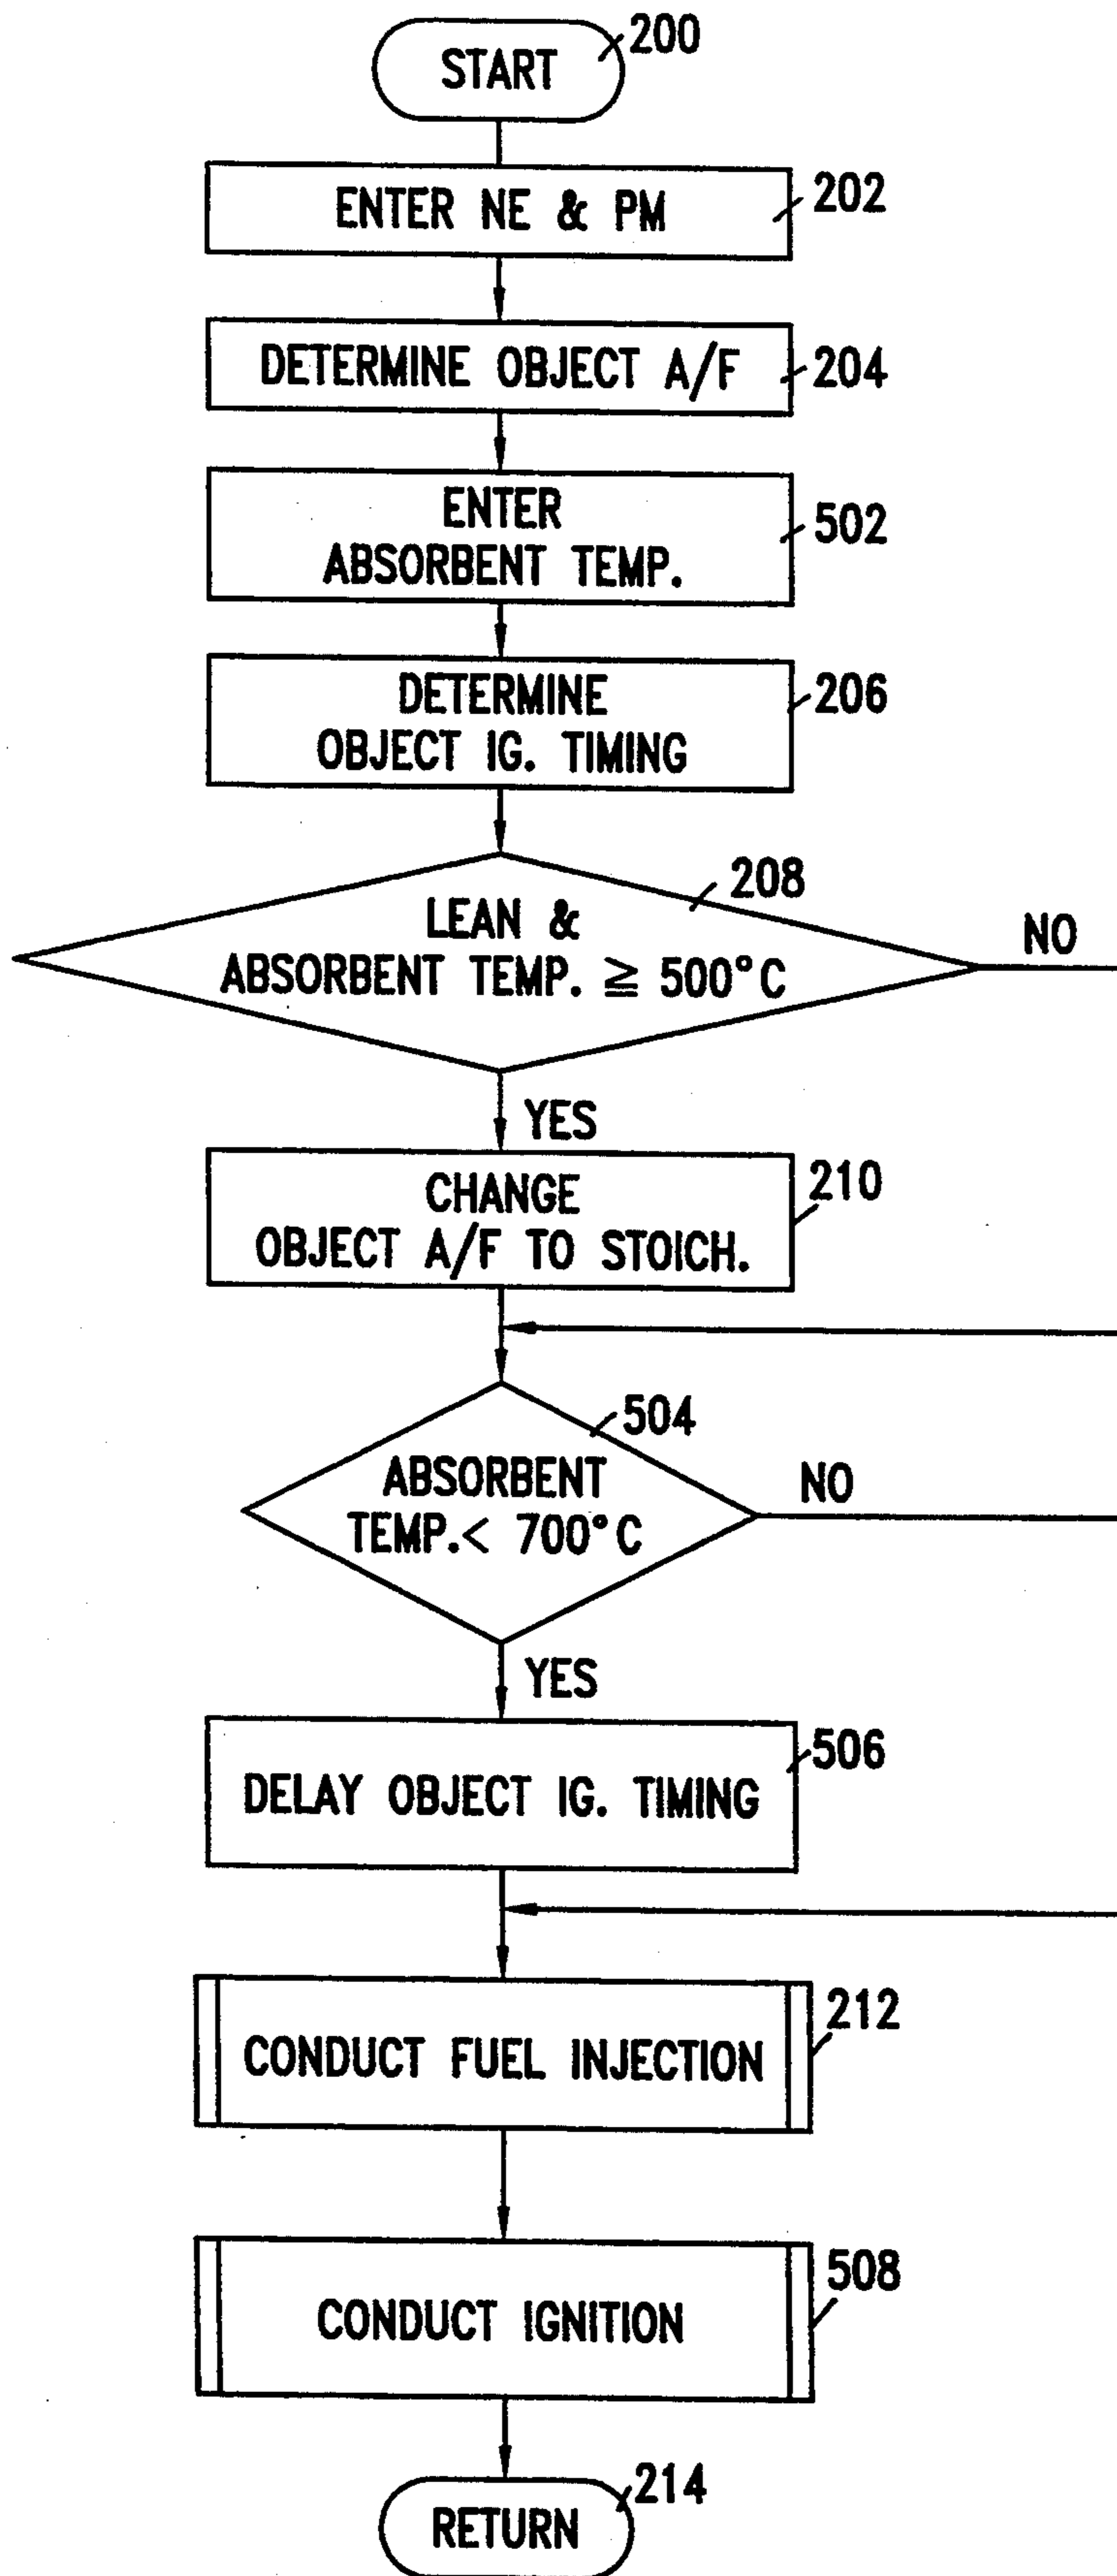 START
200
ENTER NE & PM
202
DETERMINE OBJECT A/F
204
ENTER
ABSORBENT TEMP.
502
DETERMINE
OBJECT IG. TIMING
206
LEAN &
ABSORBENT TEMP. ≧ 500°C
208
NO
YES
CHANGE
OBJECT A/F TO STOICH.
210
ABSORBENT
TEMP.< 700°C
504
NO
YES
DELAY OBJECT IG. TIMING
506
CONDUCT FUEL INJECTION
212
CONDUCT IGNITION
508
RETURN
214